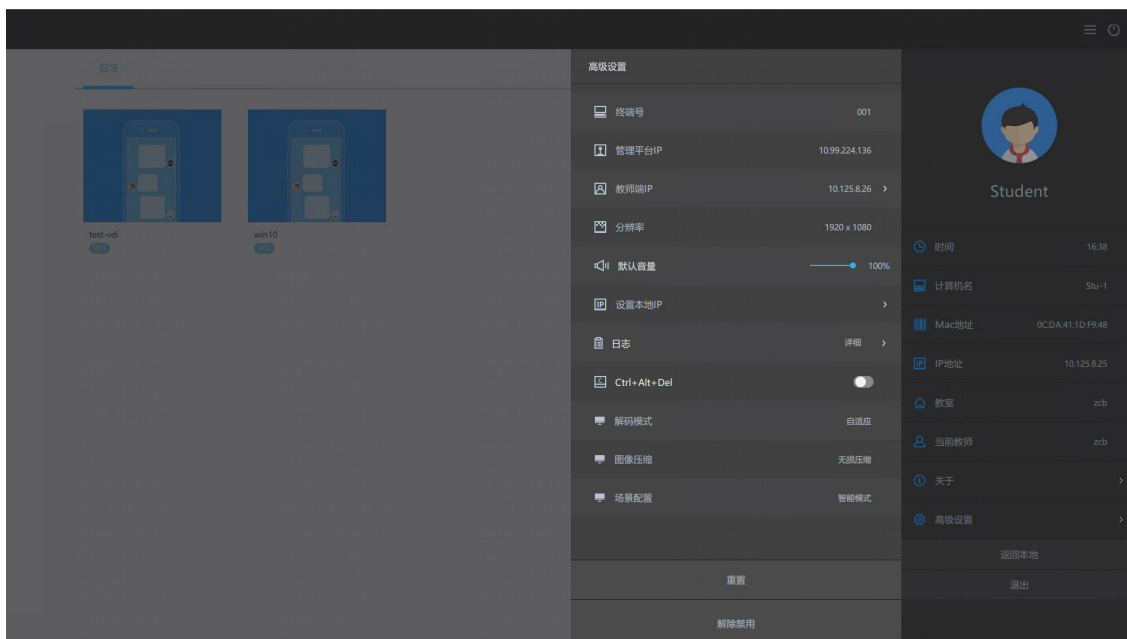 自习
test-vdi
VDI
win10
VDI
高级设置
终端号 001
管理平台IP 10.99.224.136
教师端IP 10.125.8.26
分辨率 1920 x 1080
默认音量 100%
设置本地IP
日志 详细
Ctrl+Alt+Del
解码模式 自适应
图像压缩 无损压缩
场景配置 智能模式
重置
解除禁用
Student
时间 16:38
计算机名 Stu-1
Mac地址 0C:DA:41:1D:F9:48
IP地址 10.125.8.25
教室 zcb
当前教师 zcb
关于
高级设置
返回本地
退出